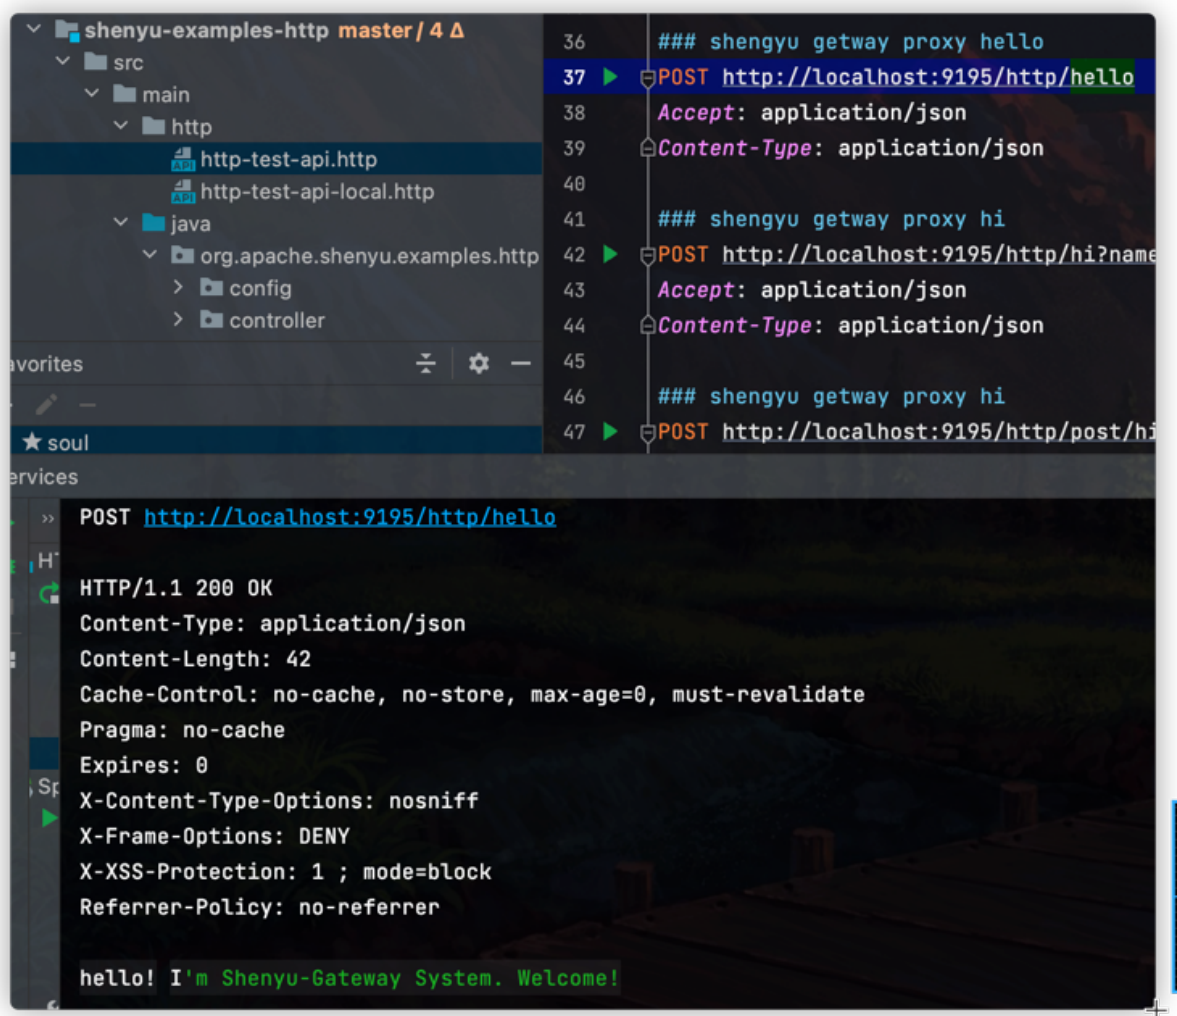 shenyu-examples-http master / 4 Δ
src
main
http
http-test-api.http
http-test-api-local.http
java
org.apache.shenyu.examples.http
config
controller
avorites
soul
36 ### shengyu getway proxy hello
37 POST http://localhost:9195/http/hello
38 Accept: application/json
39 Content-Type: application/json
40
41 ### shengyu getway proxy hi
42 POST http://localhost:9195/http/hi?name
43 Accept: application/json
44 Content-Type: application/json
45
46 ### shengyu getway proxy hi
47 POST http://localhost:9195/http/post/hi
ervices
POST http://localhost:9195/http/hello
HTTP/1.1 200 OK
Content-Type: application/json
Content-Length: 42
Cache-Control: no-cache, no-store, max-age=0, must-revalidate
Pragma: no-cache
Expires: 0
X-Content-Type-Options: nosniff
X-Frame-Options: DENY
X-XSS-Protection: 1 ; mode=block
Referrer-Policy: no-referrer
hello! I'm Shenyu-Gateway System. Welcome!